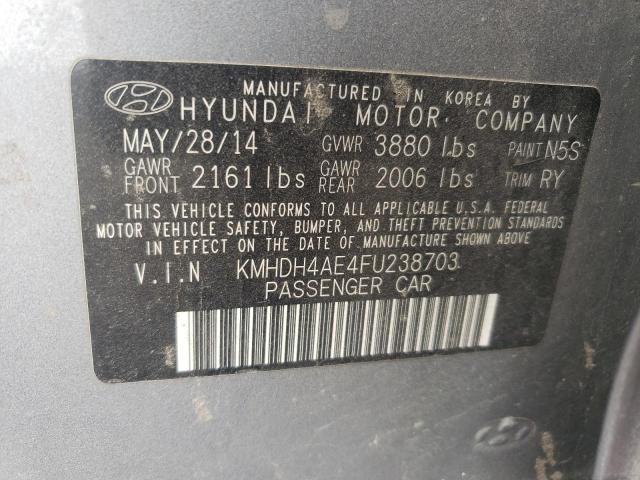 MANUFACTURED IN KOREA BY
HYUNDAI MOTOR COMPANY
MAY/28/14 GVWR 3880 lbs PAINT N5S
GAWR FRONT 2161 lbs GAWR REAR 2006 lbs TRIM RY
THIS VEHICLE CONFORMS TO ALL APPLICABLE U.S.A. FEDERAL
MOTOR VEHICLE SAFETY, BUMPER, AND THEFT PREVENTION STANDARDS
IN EFFECT ON THE DATE OF MANUFACTURE SHOWN ABOVE
V.I.N KMHDH4AE4FU238703
PASSENGER CAR